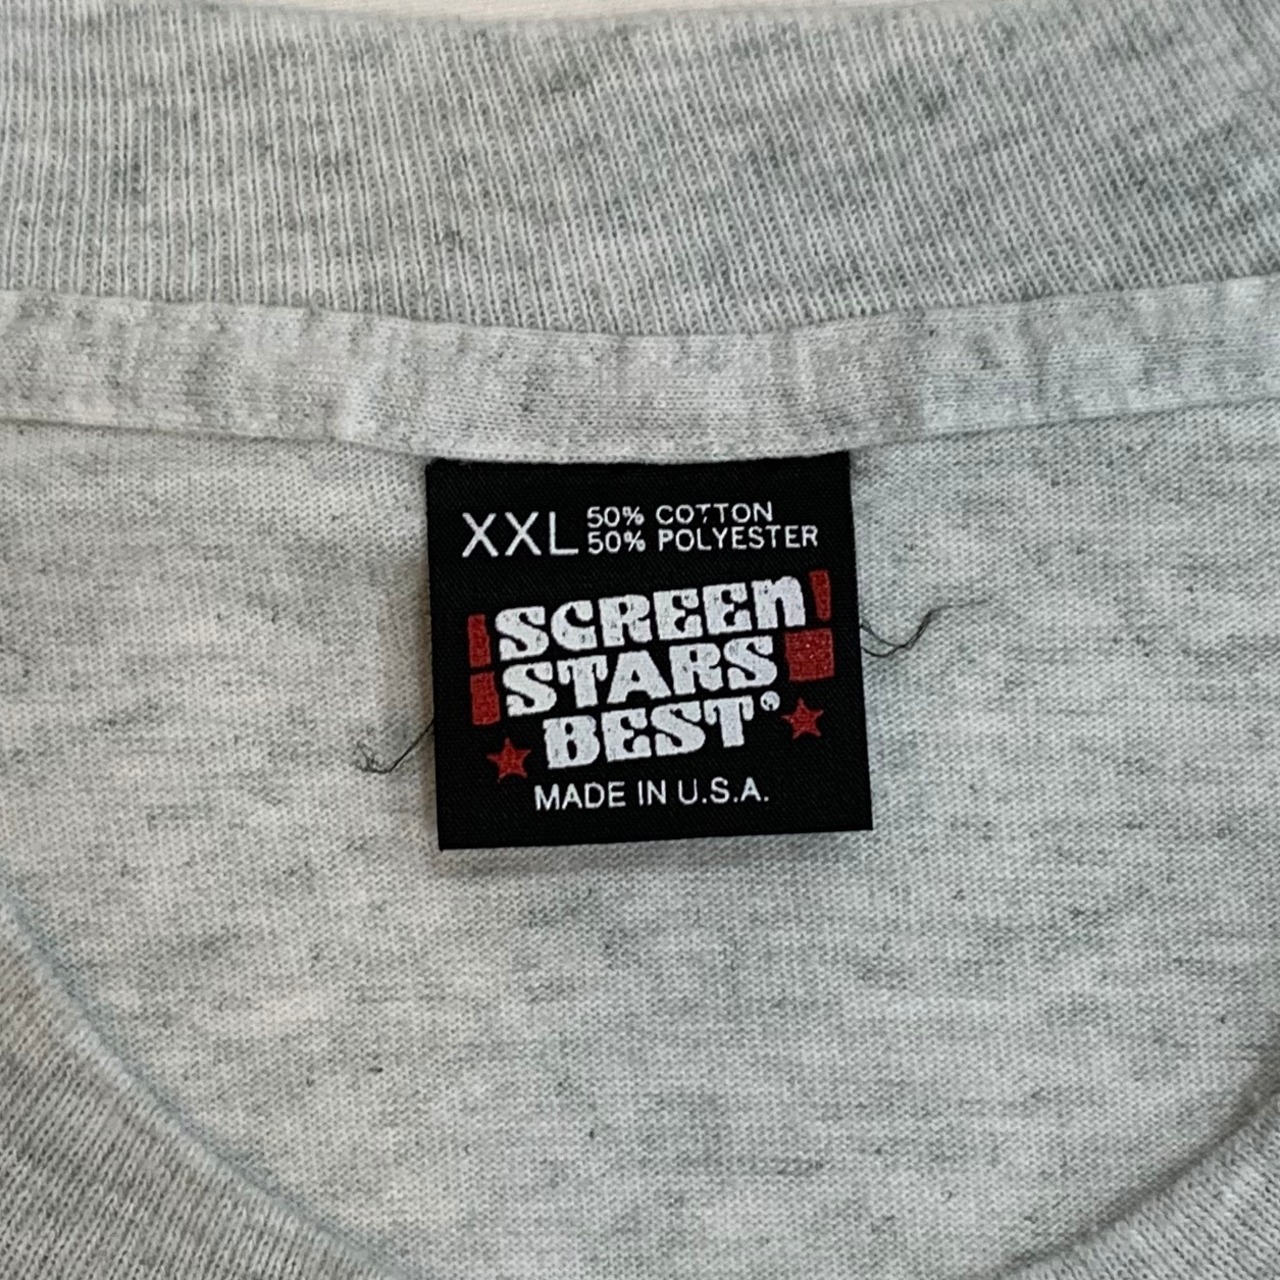 XXL 50% COTTON
50% POLYESTER
SCREEN
STARS
BEST®
MADE IN U.S.A.